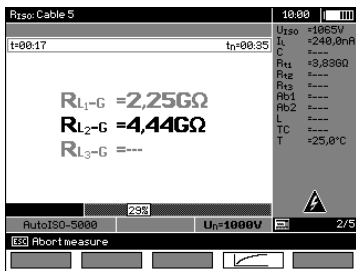 RISO: Cable 5 10:00
t=00:17 tn=00:35
RL1-G =2,25GΩ
RL2-G =4,44GΩ
RL3-G =---
29%
AutoISO-5000 Un=1000V
UISO =1065V
IL =240,0nA
C =---
Rt1 =3,83GΩ
Rt2 =---
Rt3 =---
Ab1 =---
Ab2 =---
L =---
TC =---
T =25,0°C
2/5
ESC Abort measure